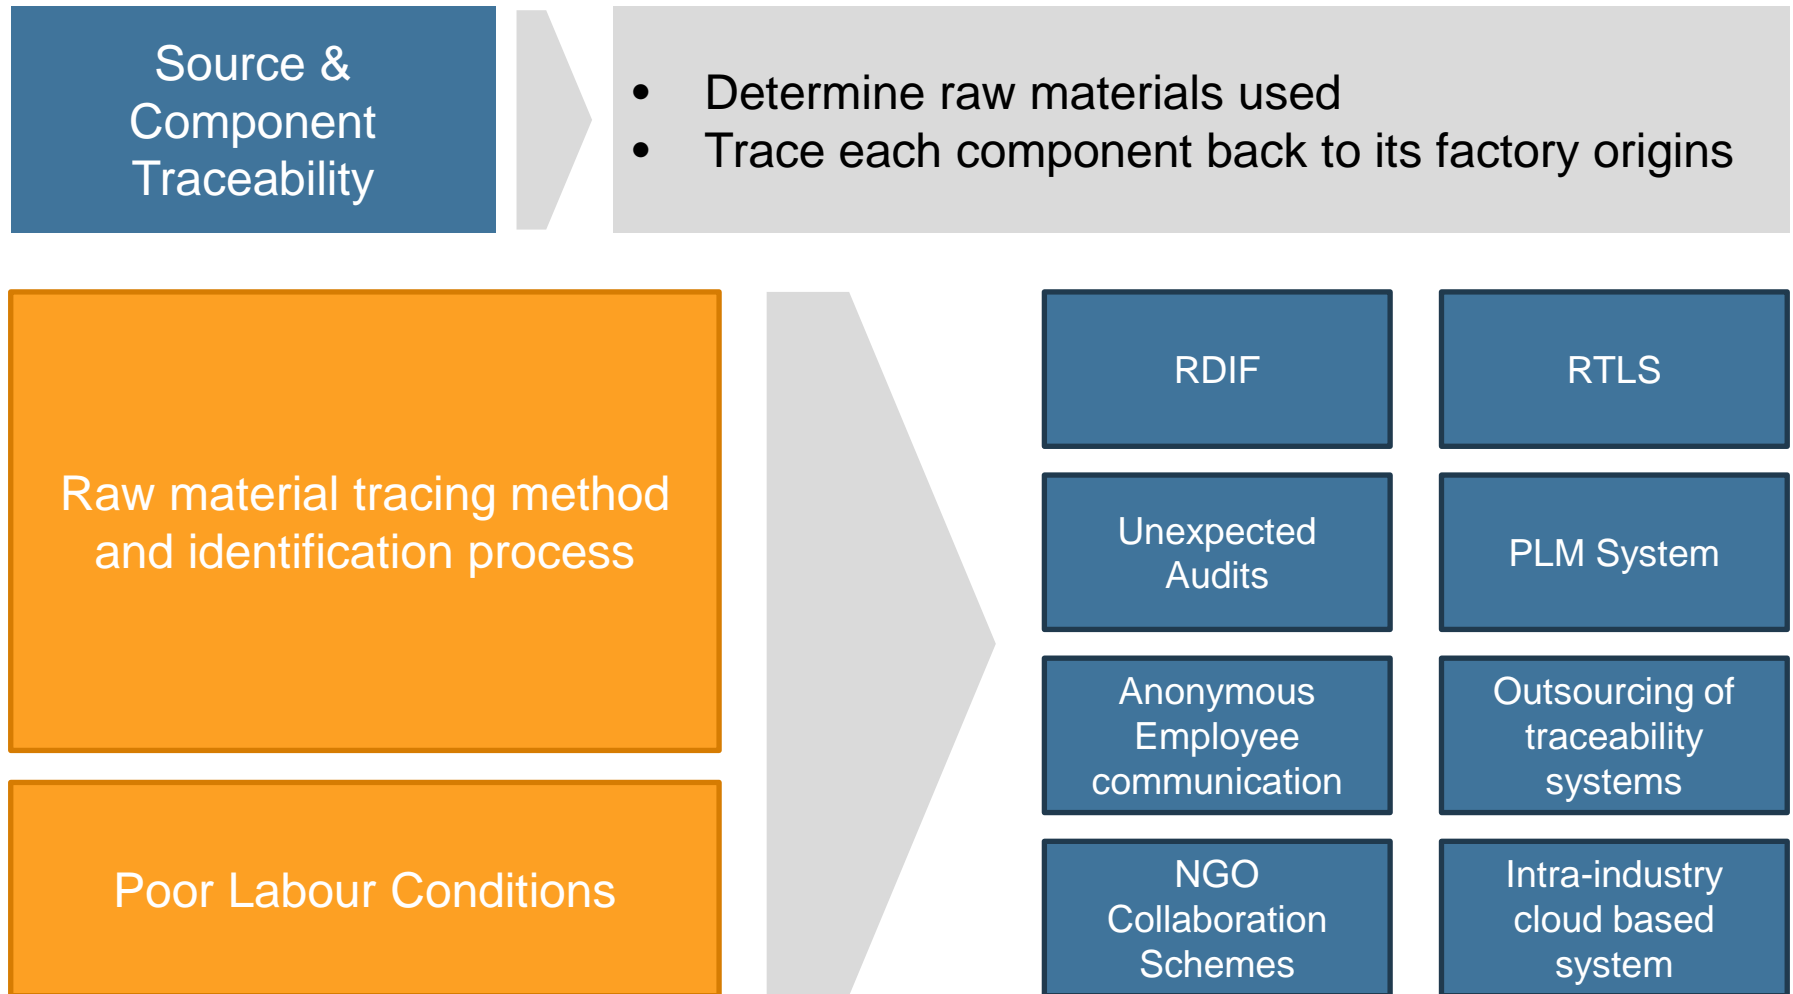 Source &
Component
Traceability
• Determine raw materials used
• Trace each component back to its factory origins
Raw material tracing method
and identification process
Poor Labour Conditions
RDIF
RTLS
Unexpected
Audits
PLM System
Anonymous
Employee
communication
Outsourcing of
traceability
systems
NGO
Collaboration
Schemes
Intra-industry
cloud based
system